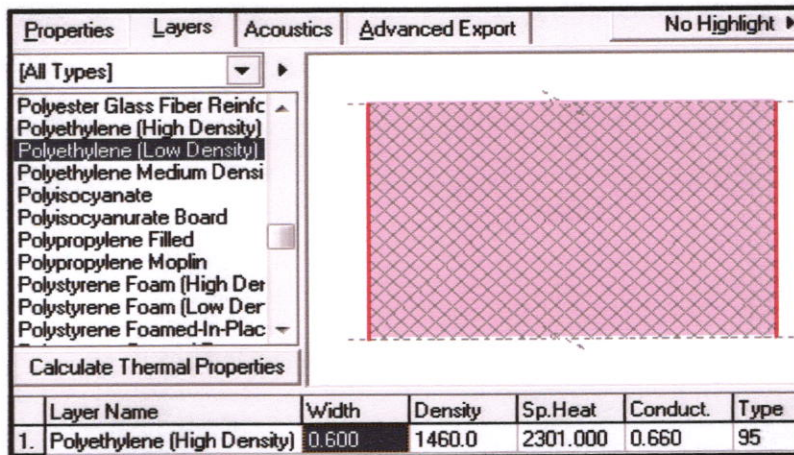 Properties Layers Acoustics Advanced Export No Highlight
[All Types]
Polyester Glass Fiber Reinfc
Polyethylene (High Density)
Polyethylene (Low Density)
Polyethylene Medium Densi
Polyisocyanate
Polyisocyanurate Board
Polypropylene Filled
Polypropylene Moplin
Polystyrene Foam (High Der
Polystyrene Foam (Low Der
Polystyrene Foamed-In-Plac
Calculate Thermal Properties
Layer Name Width Density Sp.Heat Conduct. Type
1. Polyethylene (High Density) 0.600 1460.0 2301.000 0.660 95